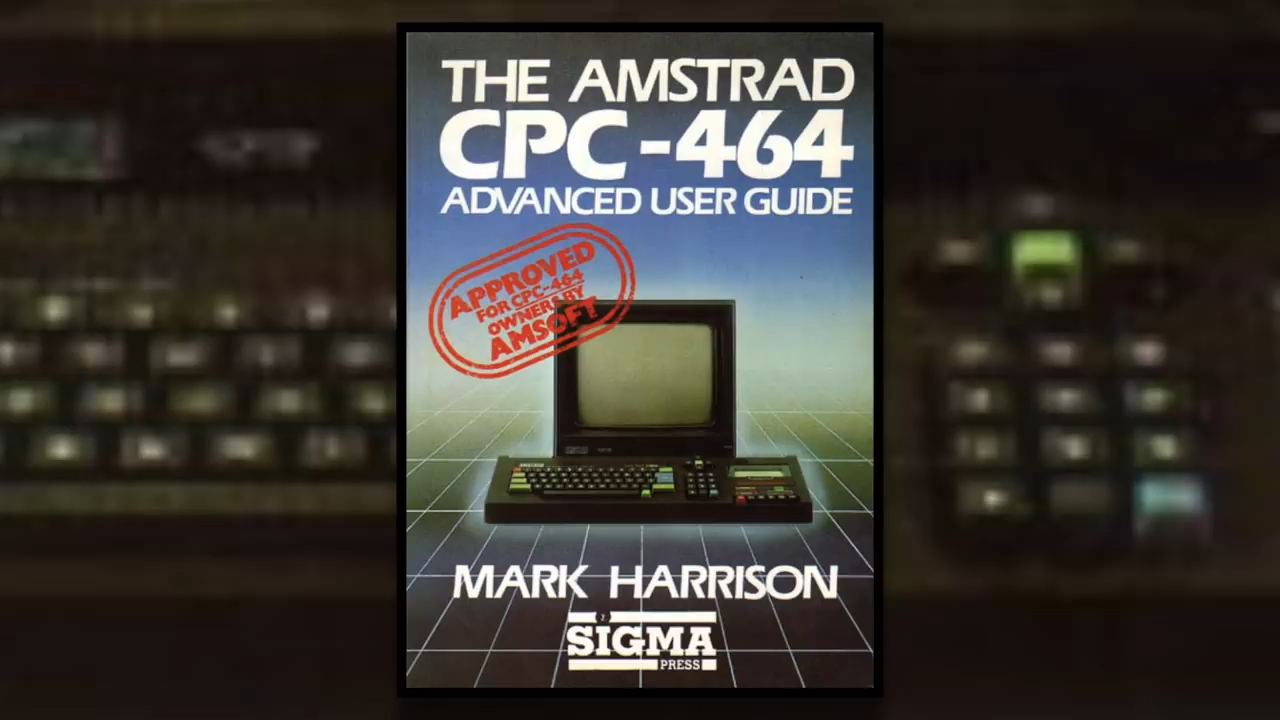 THE AMSTRAD
CPC-464
ADVANCED USER GUIDE
APPROVED
FOR CPC-464
OWNERS BY
AMSOFT
MARK HARRISON
SIGMA
PRESS